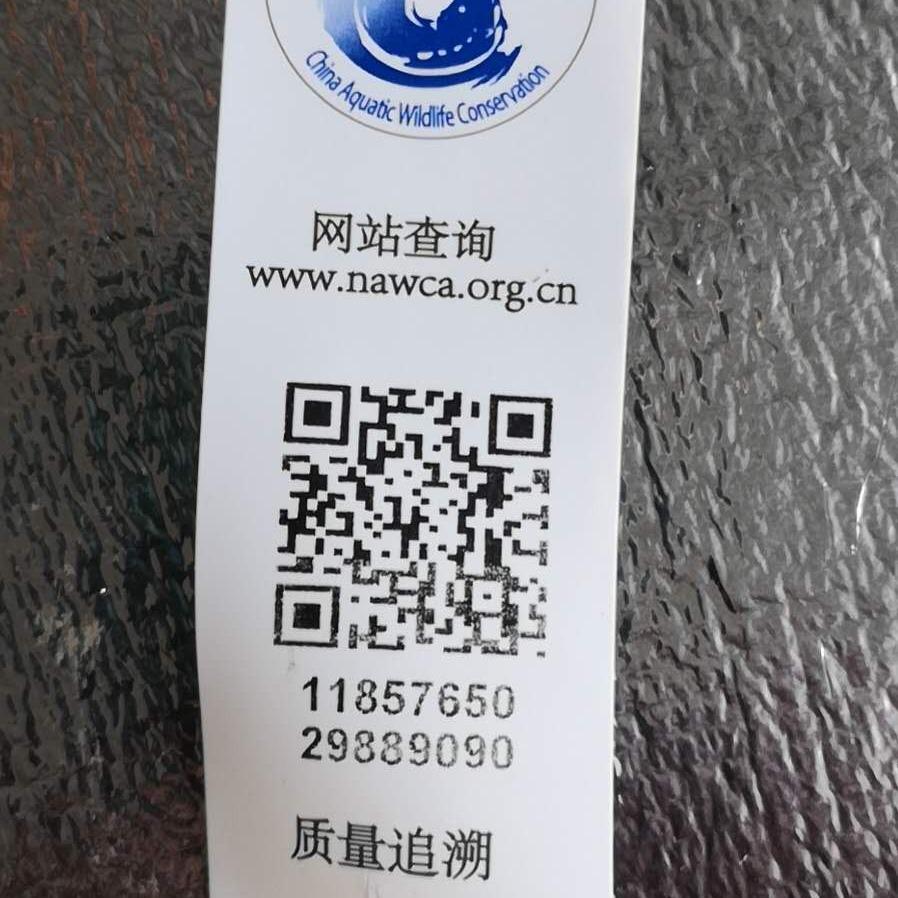 China Aquatic Wildlife Conservation
网站查询
www.nawca.org.cn
11857650
29889090
质量追溯